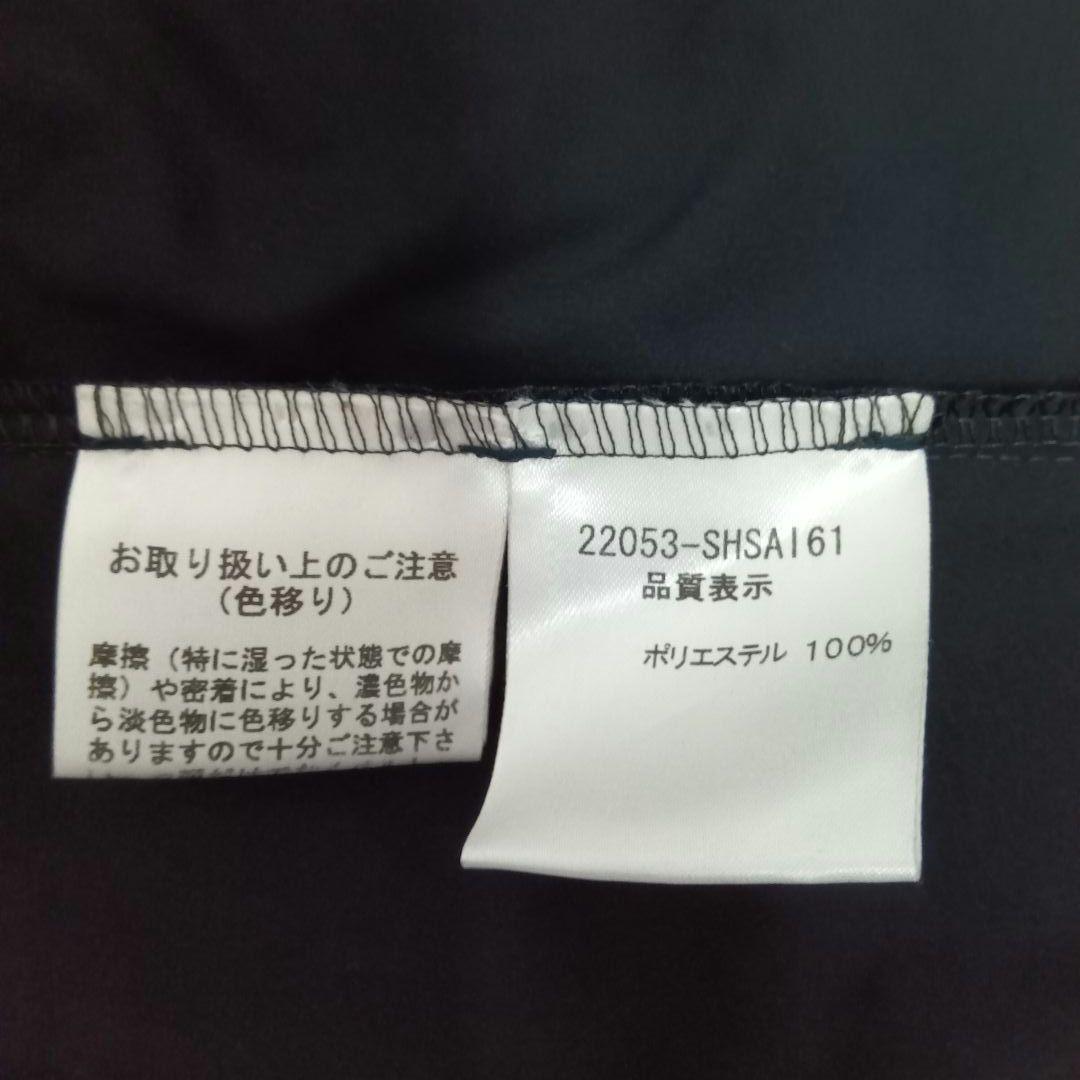 お取り扱い上のご注意
(色移り)
摩擦(特に湿った状態での摩
擦)や密着により、濃色物か
ら淡色物に色移りする場合が
ありますので十分ご注意下さ
22053-SHSAI61
品質表示
ポリエステル 100%